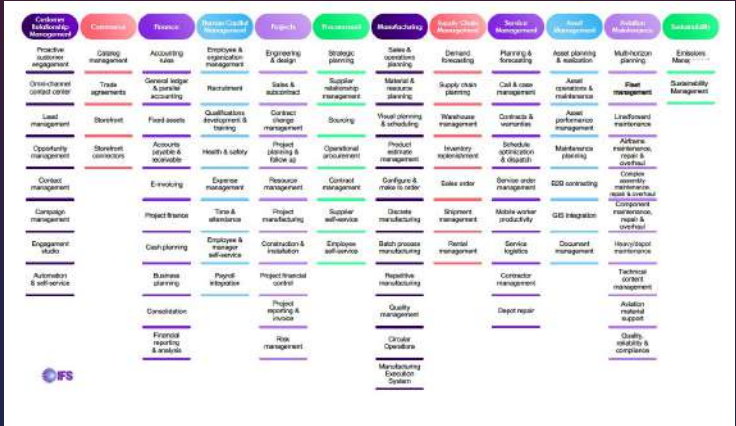 Customer
Relationship
Management
Commerce
Finance
Human Capital
Management
Projects
Procurement
Manufacturing
Supply Chain
Management
Service
Management
Asset
Management
Aviation
Maintenance
Sustainability
Proactive
customer
engagement
Catalog
management
Accounting
rules
Employee &
organization
management
Engineering
& design
Strategic
planning
Sales &
operations
planning
Demand
forecasting
Planning &
forecasting
Asset planning
& realization
Multi-horizon
planning
Emissions
Omni-channel
contact center
Trade
agreements
General ledger
& parallel
accounting
Recruitment
Sales &
subcontract
Supplier
relationship
management
Material &
resource
planning
Supply chain
planning
Call & case
management
Asset
operations &
maintenance
Fleet
management
Sustainability
Management
Lead
management
Storefront
Fixed assets
Qualifications
development &
training
Contract
change
management
Sourcing
Visual planning
& scheduling
Warehouse
management
Contracts &
warranties
Asset
performance
management
Line/forward
maintenance
Opportunity
management
Storefront
connectors
Accounts
payable &
receivable
Health & safety
Project
planning &
follow up
Operational
procurement
Product
estimate
management
Inventory
replenishment
Schedule
optimization
& dispatch
Maintenance
planning
Airframe
maintenance,
repair &
overhaul
Contact
management
E-invoicing
Expense
management
Resource
management
Contract
management
Configure &
make to order
Sales order
Service order
management
B2B contracting
Complex
assembly
maintenance,
repair & overhaul
Campaign
management
Project finance
Time &
attendance
Project
manufacturing
Supplier
self-service
Discrete
manufacturing
Shipment
management
Mobile worker
productivity
GIS integration
Component
maintenance,
repair &
overhaul
Engagement
studio
Cash planning
Employee &
manager
self-service
Construction &
installation
Employee
self-service
Batch process
manufacturing
Rental
management
Service
logistics
Document
management
Heavy/depot
maintenance
Automation
& self-service
Business
planning
Payroll
integration
Project financial
control
Repetitive
manufacturing
Contractor
management
Technical
content
management
Consolidation
Project
reporting &
invoice
Quality
management
Depot repair
Aviation
material
support
Financial
reporting
& analysis
Risk
management
Circular
Operations
Quality,
reliability &
compliance
Manufacturing
Execution
System
IFS